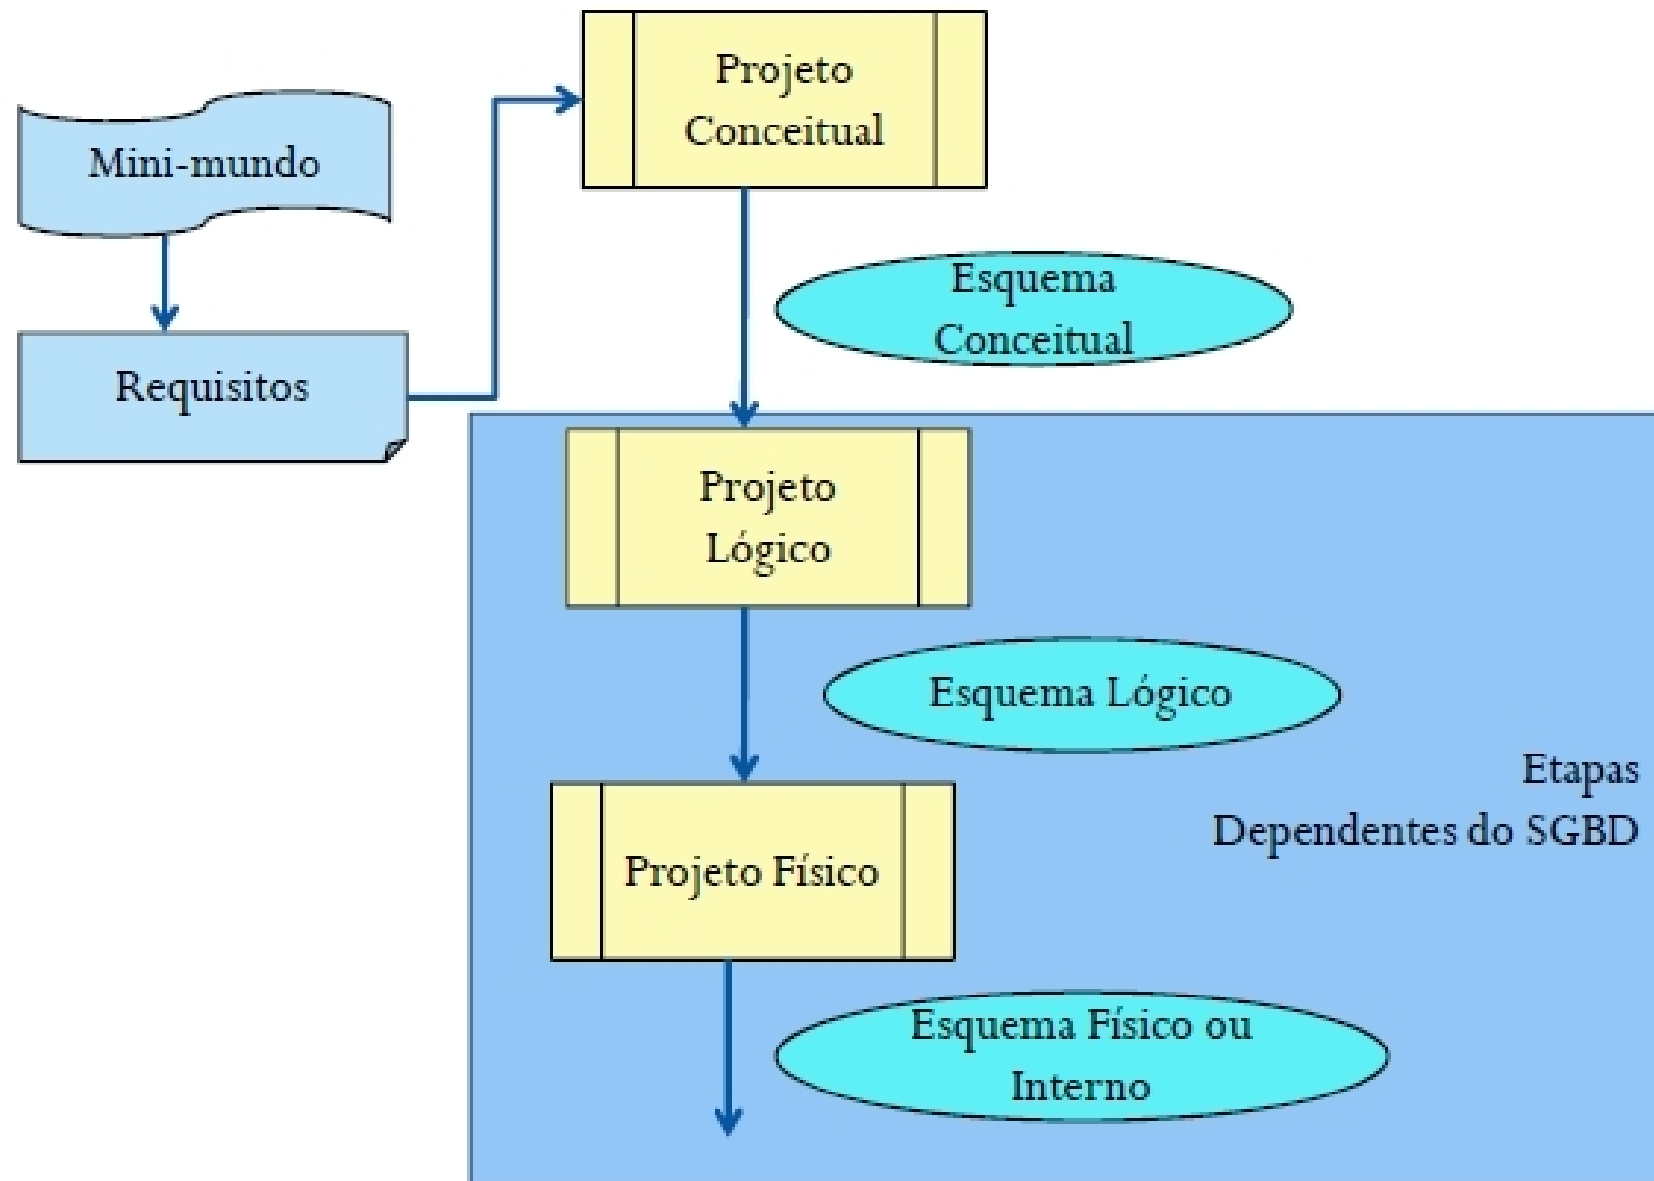 Projeto
Conceitual
Mini-mundo
Requisitos
Esquema
Conceitual
Projeto
Lógico
Esquema Lógico
Etapas
Dependentes do SGBD
Projeto Físico
Esquema Físico ou
Interno